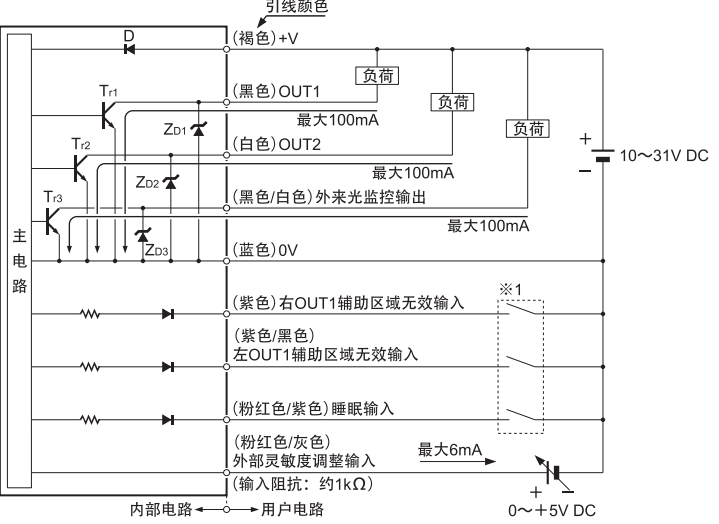 引线颜色
D
(褐色)+V
负荷
Tr1
(黑色)OUT1
负荷
最大100mA
ZD1
负荷
Tr2
(白色)OUT2
+
10～31V DC
最大100mA
−
ZD2
Tr3
(黑色/白色)外来光监控输出
最大100mA
主电路
ZD3
(蓝色)0V
※1
(紫色)右OUT1辅助区域无效输入
(紫色/黑色)
左OUT1辅助区域无效输入
(粉红色/紫色)睡眠输入
(粉红色/灰色)
外部灵敏度调整输入
最大6mA
(输入阻抗：约1kΩ)
+
−
内部电路
用户电路
0～+5V DC